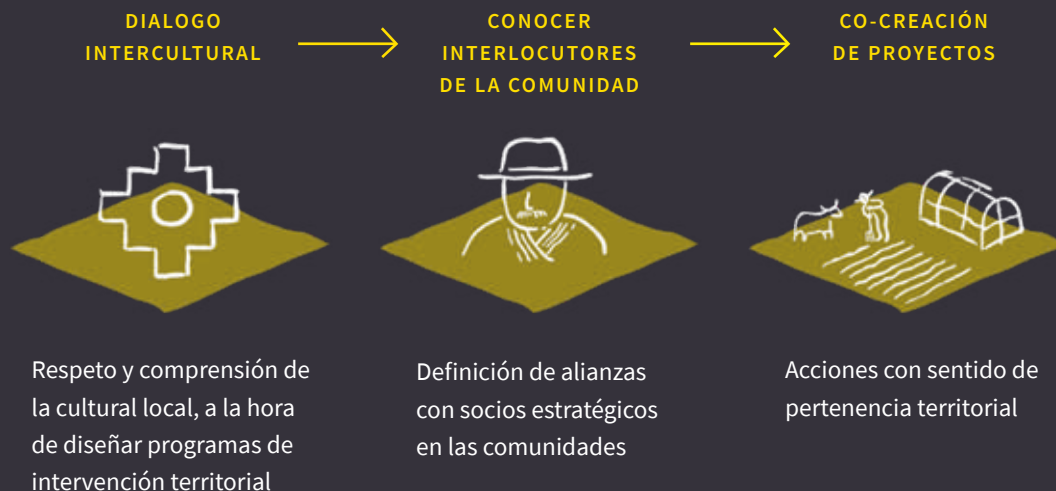 DIALOGO
INTERCULTURAL
CONOCER
INTERLOCUTORES
DE LA COMUNIDAD
CO-CREACIÓN
DE PROYECTOS
Respeto y comprensión de
la cultural local, a la hora
de diseñar programas de
intervención territorial
Definición de alianzas
con socios estratégicos
en las comunidades
Acciones con sentido de
pertenencia territorial